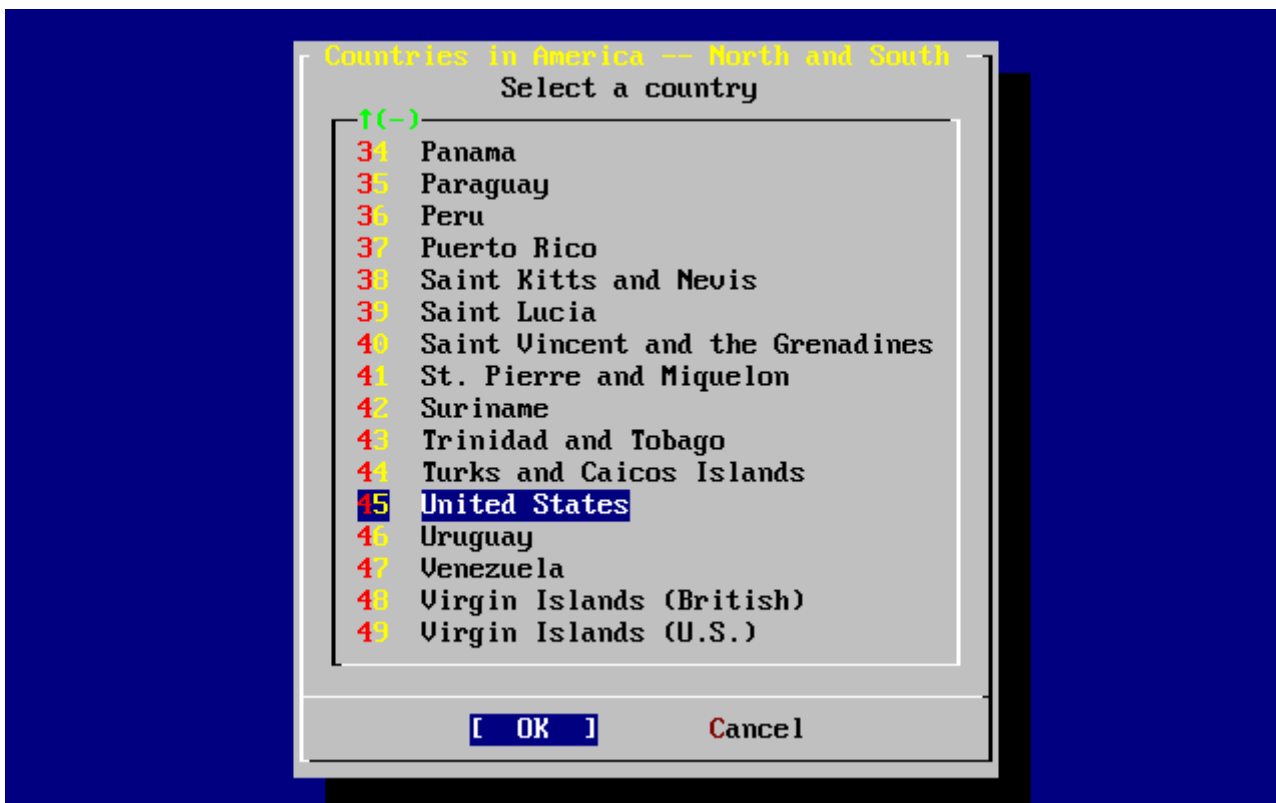 Countries in America -- North and South
Select a country
↑(-)
34 Panama
35 Paraguay
36 Peru
37 Puerto Rico
38 Saint Kitts and Nevis
39 Saint Lucia
40 Saint Vincent and the Grenadines
41 St. Pierre and Miquelon
42 Suriname
43 Trinidad and Tobago
44 Turks and Caicos Islands
45 United States
46 Uruguay
47 Venezuela
48 Virgin Islands (British)
49 Virgin Islands (U.S.)
[ OK ] Cancel